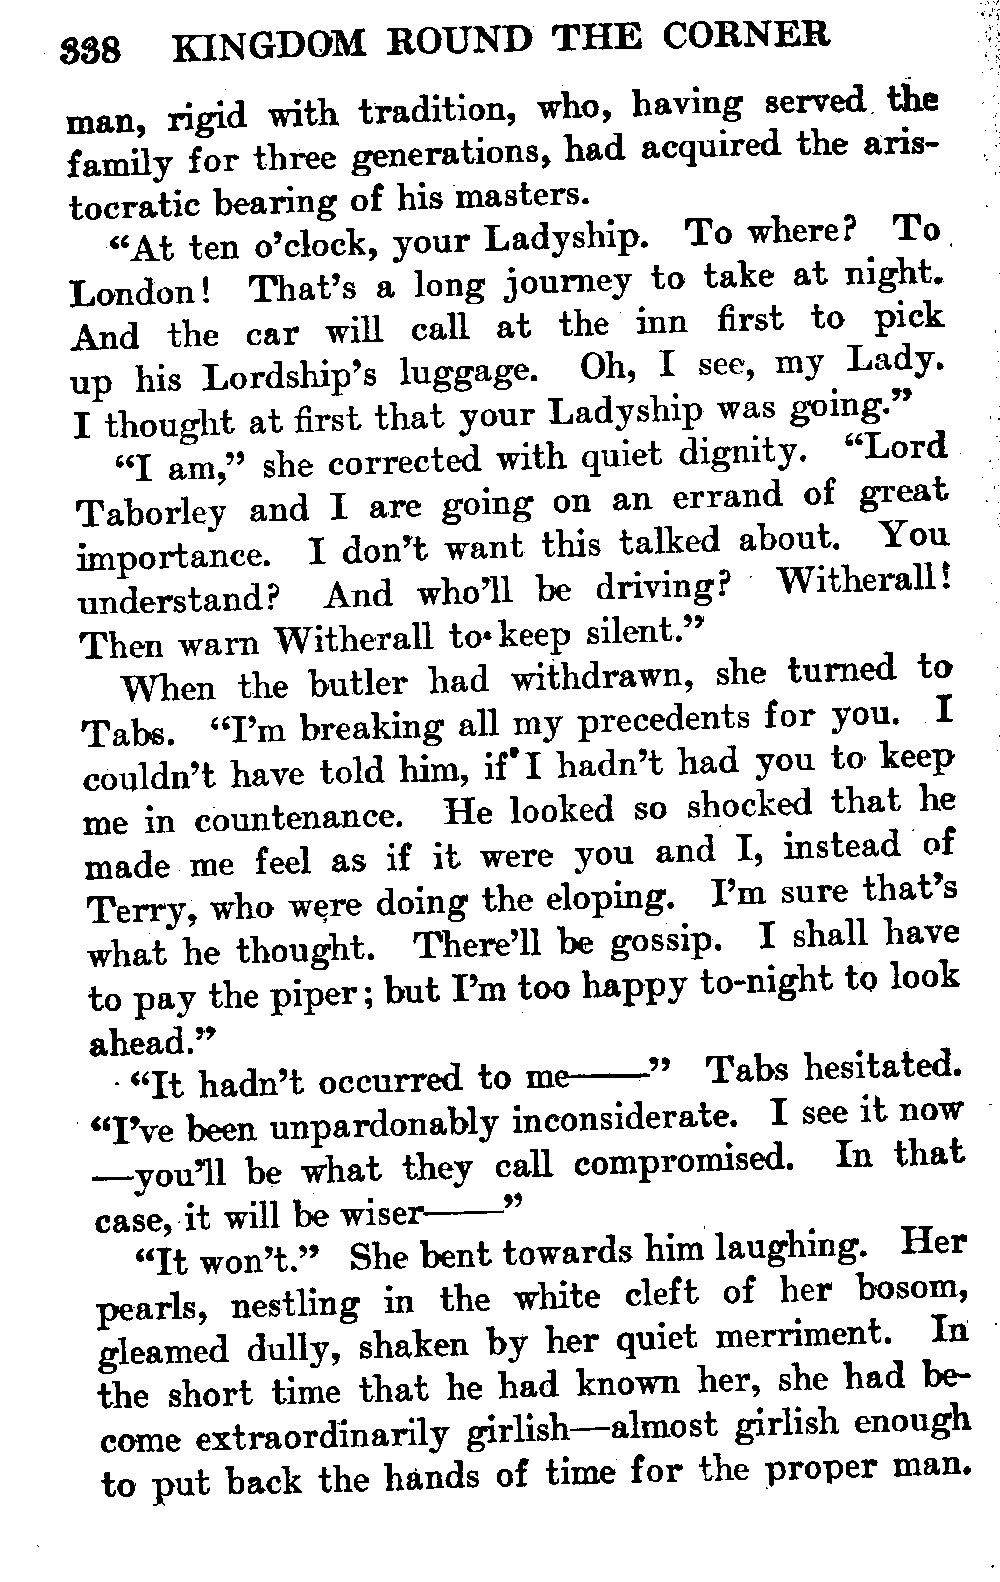 338 KINGDOM ROUND THE CORNER
man, rigid with tradition, who, having served the
family for three generations, had acquired the aris-
tocratic bearing of his masters.
“At ten o’clock, your Ladyship. To where? To
London! That’s a long journey to take at night.
And the car will call at the inn first to pick
up his Lordship’s luggage. Oh, I see, my Lady.
I thought at first that your Ladyship was going.”
“I am,” she corrected with quiet dignity. “Lord
Taborley and I are going on an errand of great
importance. I don’t want this talked about. You
understand? And who’ll be driving? Witherall!
Then warn Witherall to keep silent.”
When the butler had withdrawn, she turned to
Tabs. “I’m breaking all my precedents for you. I
couldn’t have told him, if I hadn’t had you to keep
me in countenance. He looked so shocked that he
made me feel as if it were you and I, instead of
Terry, who were doing the eloping. I’m sure that’s
what he thought. There’ll be gossip. I shall have
to pay the piper; but I’m too happy to-night to look
ahead.”
“It hadn’t occurred to me——” Tabs hesitated.
“I’ve been unpardonably inconsiderate. I see it now
—you’ll be what they call compromised. In that
case, it will be wiser——”
“It won’t.” She bent towards him laughing. Her
pearls, nestling in the white cleft of her bosom,
gleamed dully, shaken by her quiet merriment. In
the short time that he had known her, she had be-
come extraordinarily girlish—almost girlish enough
to put back the hands of time for the proper man.